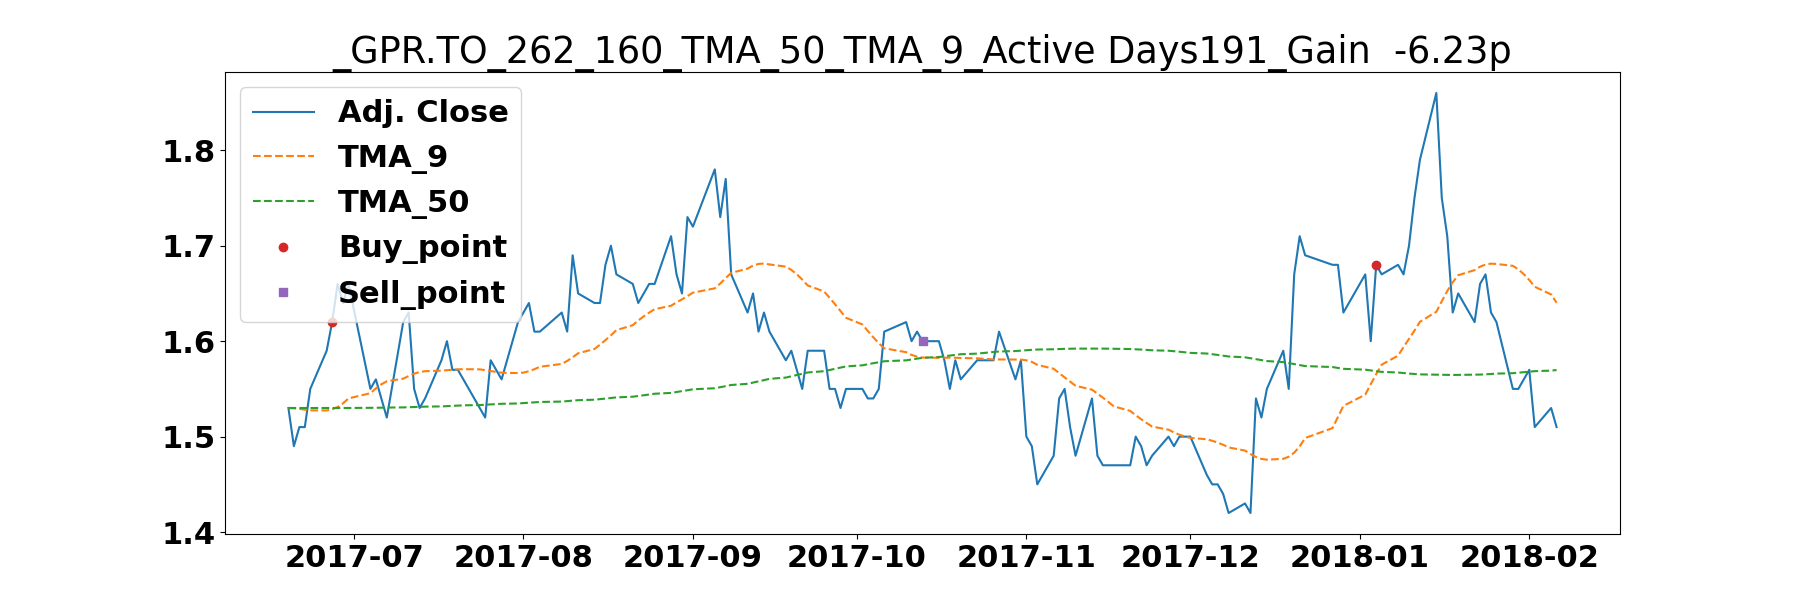 _GPR.TO_262_160_TMA_50_TMA_9_Active Days191_Gain  -6.23p
Adj. Close
TMA_9
TMA_50
Buy_point
Sell_point
1.8
1.7
1.6
1.5
1.4
2017-07 2017-08 2017-09 2017-10 2017-11 2017-12 2018-01 2018-02